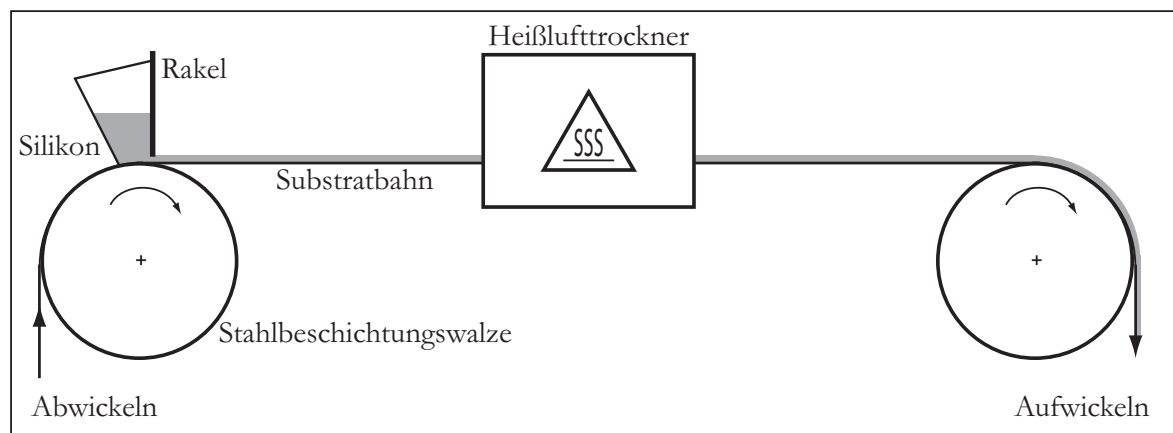 Heißlufttrockner
Rakel
SSS
Silikon
Substratbahn
Stahlbeschichtungswalze
Abwickeln
Aufwickeln